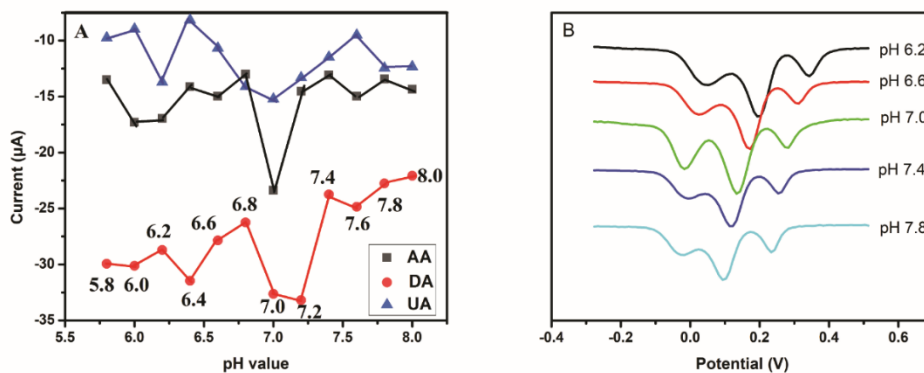 A
-10
-15
-20
-25
-30
-35
Current (μA)
5.8
6.0
6.2
6.4
6.6
6.8
7.0
7.2
7.4
7.6
7.8
8.0
AA
DA
UA
5.5
6.0
6.5
7.0
7.5
8.0
pH value
B
pH 6.2
pH 6.6
pH 7.0
pH 7.4
pH 7.8
-0.4
-0.2
0.0
0.2
0.4
0.6
Potential (V)